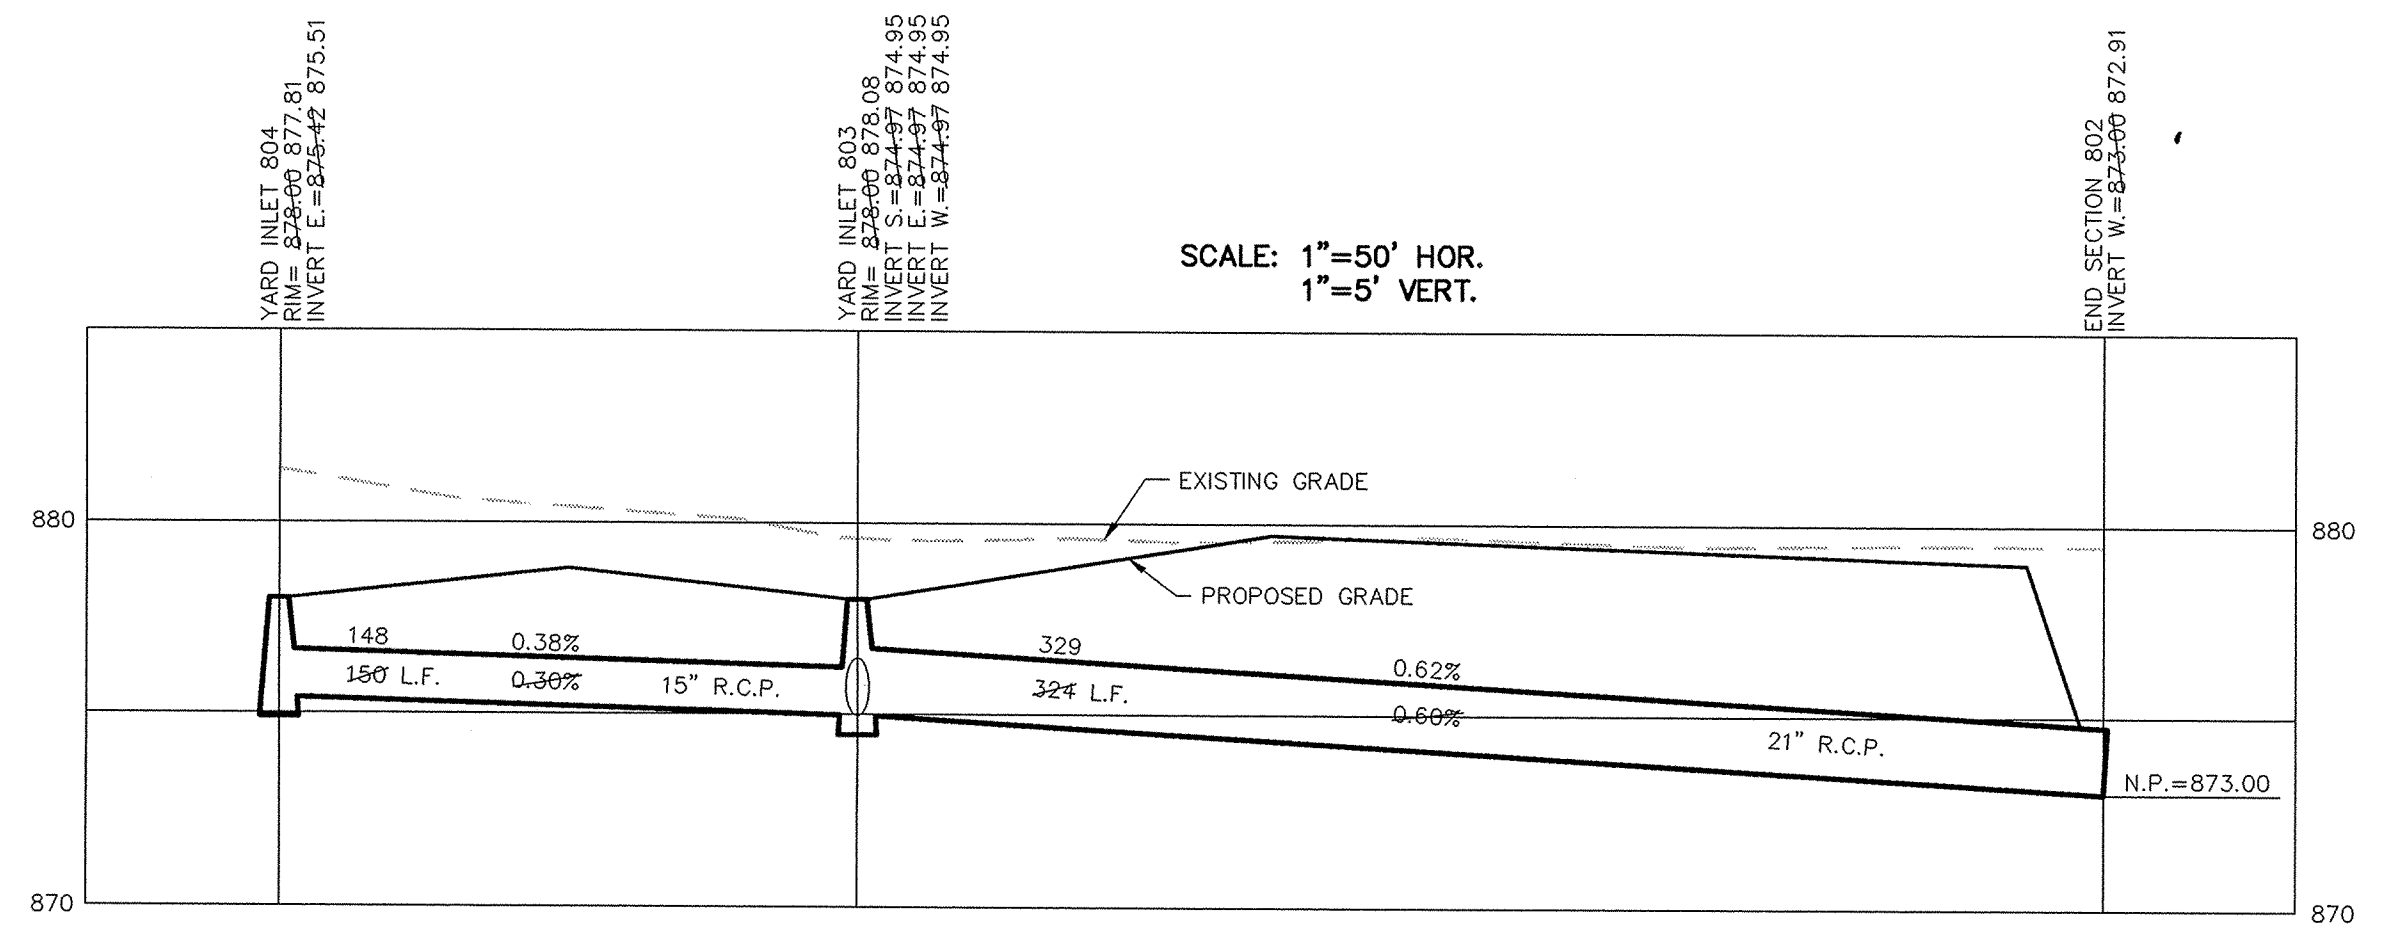 YARD INLET 804
RIM= 878.00 877.81
INVERT E.=875.42 875.51
YARD INLET 803
RIM= 878.00 878.08
INVERT S.=874.97 874.95
INVERT E.=874.97 874.95
INVERT W.=874.97 874.95
END SECTION 802
INVERT W.=873.00 872.91
SCALE: 1"=50' HOR.
1"=5' VERT.
EXISTING GRADE
880
880
PROPOSED GRADE
148
0.38%
329
0.62%
150 L.F.
0.30%
15" R.C.P.
324 L.F.
0.60%
21" R.C.P.
N.P.=873.00
870
870